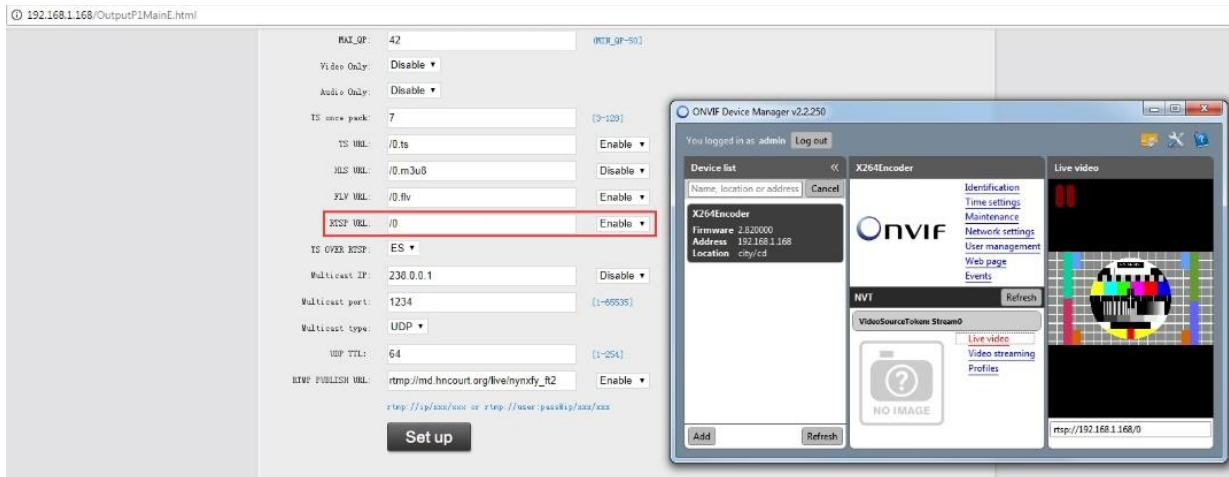 192.168.1.168/OutputP1MainE.html
MAX_QP: 42 (MIN_QP-50]
Video Only: Disable
Audio Only: Disable
TS once pack: 7 [3-128]
TS URL: /0.ts Enable
HLS URL: /0.m3u8 Disable
FLV URL: /0.flv Enable
RTSP URL: /0 Enable
TS OVER RTSP: ES
Multicast IP: 238.0.0.1 Disable
Multicast port: 1234 [1-65535]
Multicast type: UDP
UDP TTL: 64 [1-254]
RTMP PUBLISH URL: rtmp://md.hncourt.org/live/nynxfy_ft2 Enable
rtmp://ip/xxx/xxx or rtmp://user:pass@ip/xxx/xxx
Set up
ONVIF Device Manager v2.2.250
You logged in as admin Log out
Device list «
Name, location or address Cancel
X264Encoder
Firmware 2.820000
Address 192.168.1.168
Location city/cd
Add Refresh
X264Encoder
ONVIF
Identification
Time settings
Maintenance
Network settings
User management
Web page
Events
NVT Refresh
VideoSourceToken: Stream0
NO IMAGE
Live video
Video streaming
Profiles
Live video
rtsp://192.168.1.168/0